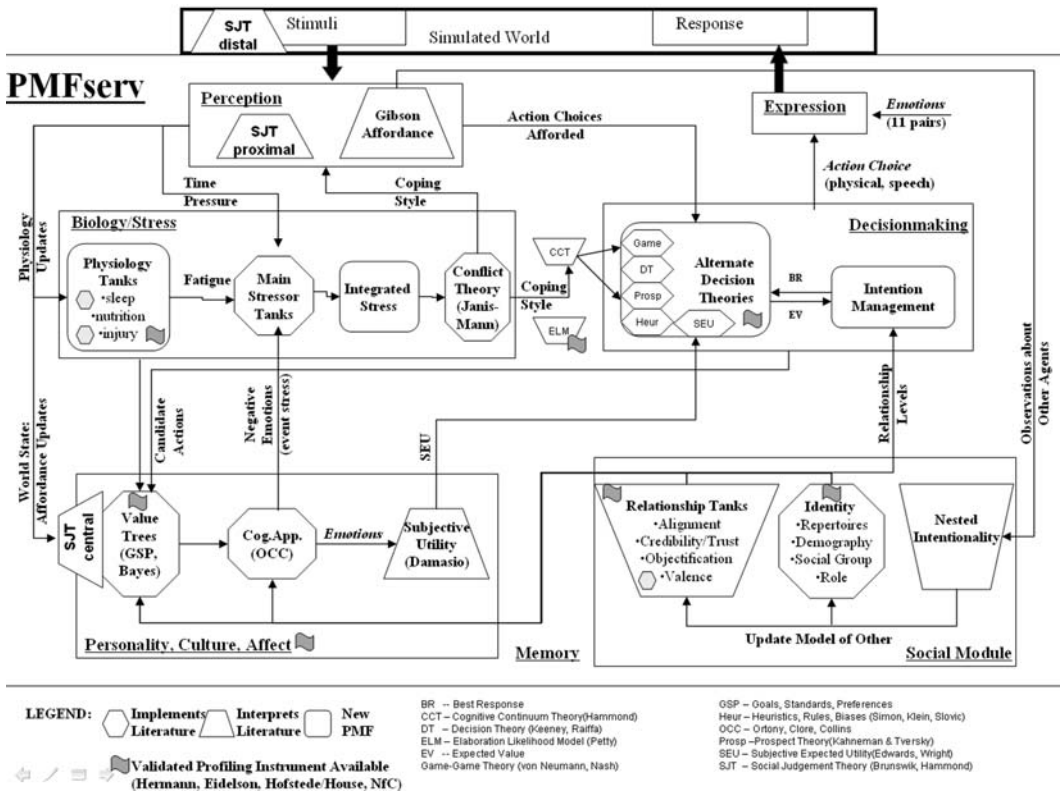 SJT
distal
Stimuli
Simulated World
Response
PMFserv
Perception
SJT
proximal
Gibson
Affordance
Action Choices
Afforded
Expression
Emotions
(11 pairs)
Action Choice
(physical, speech)
Time
Pressure
Coping
Style
Physiology
Updates
Biology/Stress
Physiology
Tanks
•sleep
•nutrition
•injury
Fatigue
Main
Stressor
Tanks
Integrated
Stress
Conflict
Theory
(Janis-
Mann)
Coping
Style
CCT
ELM
Decisionmaking
Game
DT
Prosp
Heur
SEU
Alternate
Decision
Theories
BR
EV
Intention
Management
Observations about
Other Agents
World State:
Affordance Updates
Candidate
Actions
Negative
Emotions
(event stress)
SEU
Relationship
Levels
SJT
central
Value
Trees
(GSP,
Bayes)
Cog.App.
(OCC)
Emotions
Subjective
Utility
(Damasio)
Personality, Culture, Affect
Memory
Relationship Tanks
•Alignment
•Credibility/Trust
•Objectification
•Valence
Identity
•Repertoires
•Demography
•Social Group
•Role
Nested
Intentionality
Update Model of Other
Social Module
LEGEND:
Implements
Literature
Interprets
Literature
New
PMF
Validated Profiling Instrument Available
(Hermann, Eidelson, Hofstede/House, NfC)
BR -- Best Response
CCT – Cognitive Continuum Theory(Hammond)
DT – Decision Theory (Keeney, Raiffa)
ELM – Elaboration Likelihood Model (Petty)
EV -- Expected Value
Game-Game Theory (von Neumann, Nash)
GSP – Goals, Standards, Preferences
Heur – Heuristics, Rules, Biases (Simon, Klein, Slovic)
OCC – Ortony, Clore, Collins
Prosp –Prospect Theory(Kahneman & Tversky)
SEU – Subjective Expected Utility(Edwards, Wright)
SJT – Social Judgement Theory (Brunswik, Hammond)